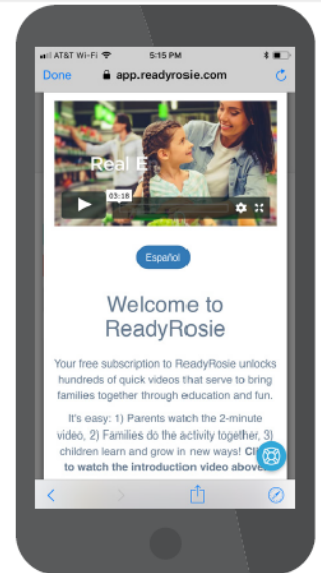 AT&T Wi-Fi 5:15 PM
Done app.readyrosie.com
Real E
03:18
Español
Welcome to
ReadyRosie
Your free subscription to ReadyRosie unlocks
hundreds of quick videos that serve to bring
families together through education and fun.
It's easy: 1) Parents watch the 2-minute
video, 2) Families do the activity together, 3)
children learn and grow in new ways! Cli
to watch the introduction video above